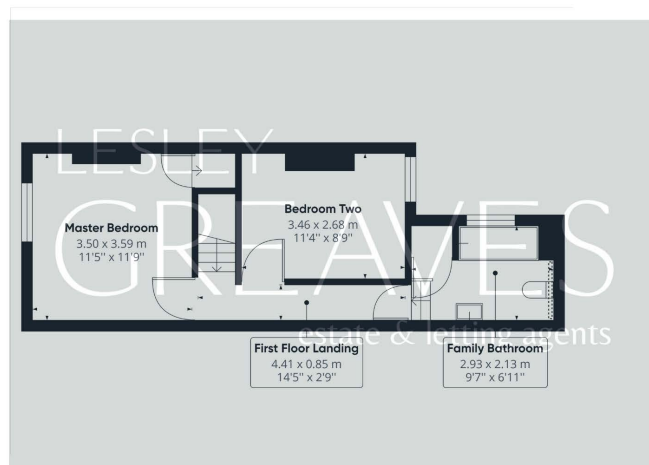 LESLEY
GREAVES
estate & letting agents
Master Bedroom
3.50 x 3.59 m
11'5" x 11'9"
Bedroom Two
3.46 x 2.68 m
11'4" x 8'9"
First Floor Landing
4.41 x 0.85 m
14'5" x 2'9"
Family Bathroom
2.93 x 2.13 m
9'7" x 6'11"